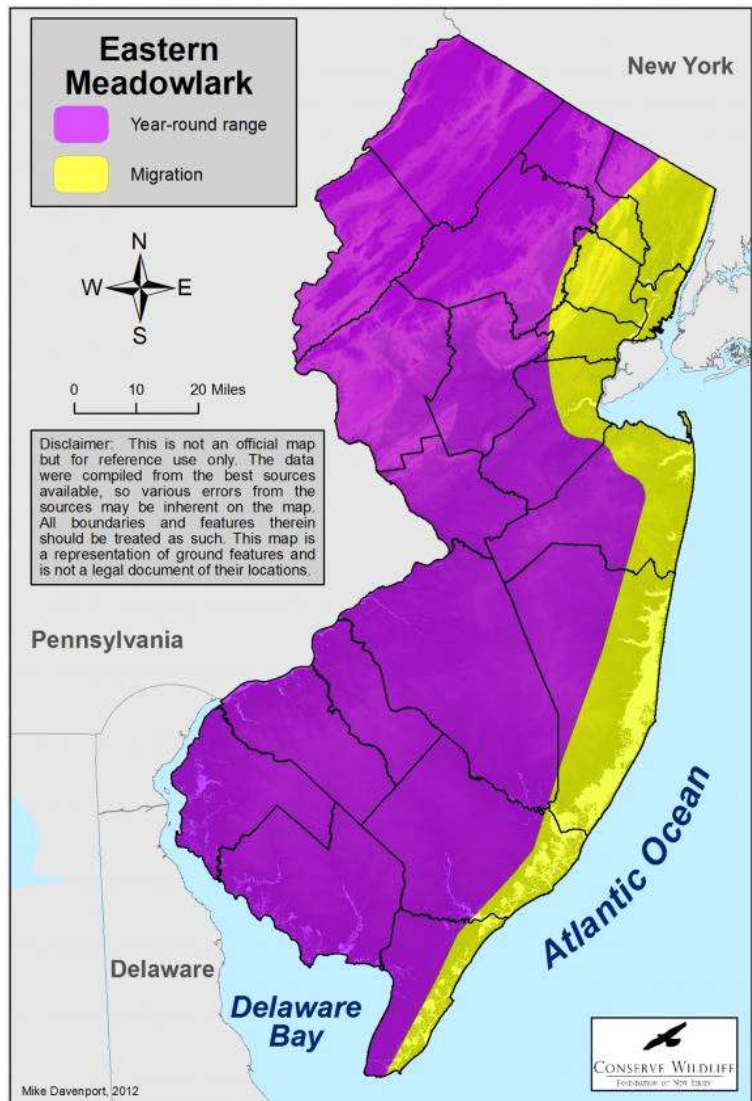 Eastern
Meadowlark
Year-round range
Migration
New York
N
W E
S
0 10 20 Miles
Disclaimer: This is not an official map
but for reference use only. The data
were compiled from the best sources
available, so various errors from the
sources may be inherent on the map.
All boundaries and features therein
should be treated as such. This map is
a representation of ground features and
is not a legal document of their locations.
Pennsylvania
Atlantic Ocean
Delaware
Delaware
Bay
CONSERVE WILDLIFE
FOUNDATION OF NEW JERSEY
Mike Davenport, 2012